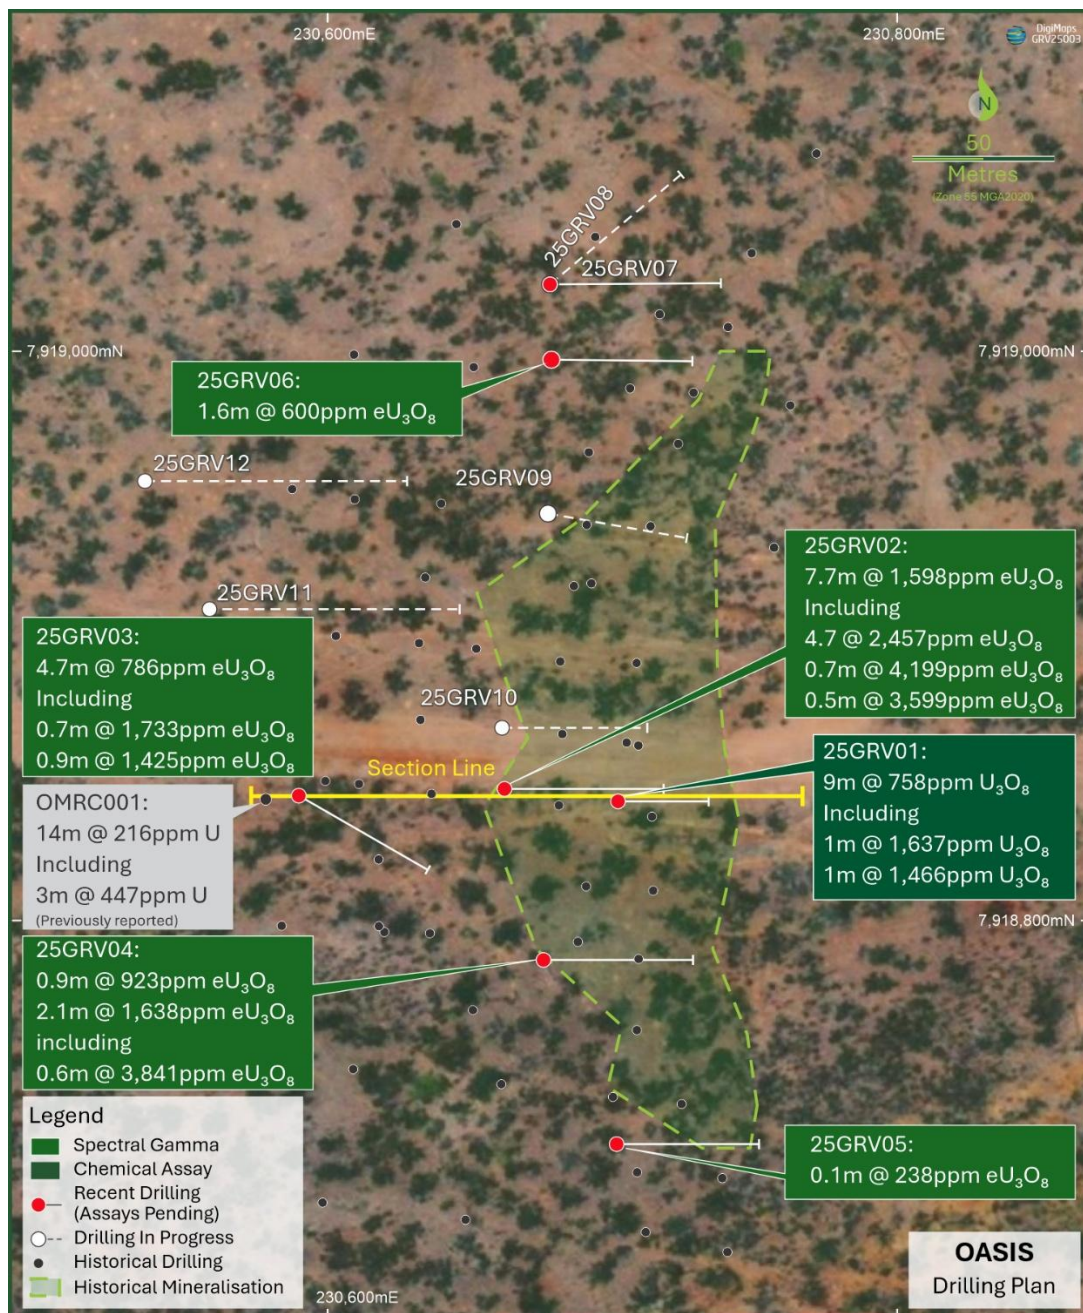 230,600mE
230,800mE
DigiMaps
GRV25003
N
50
Metres
(Zone 55 MGA2020)
25GRV08
25GRV07
7,919,000mN
7,919,000mN
25GRV06:
1.6m @ 600ppm eU₃O₈
25GRV12
25GRV09
25GRV02:
7.7m @ 1,598ppm eU₃O₈
Including
4.7 @ 2,457ppm eU₃O₈
0.7m @ 4,199ppm eU₃O₈
0.5m @ 3,599ppm eU₃O₈
25GRV11
25GRV03:
4.7m @ 786ppm eU₃O₈
Including
0.7m @ 1,733ppm eU₃O₈
0.9m @ 1,425ppm eU₃O₈
25GRV10
Section Line
25GRV01:
9m @ 758ppm U₃O₈
Including
1m @ 1,637ppm U₃O₈
1m @ 1,466ppm U₃O₈
OMRC001:
14m @ 216ppm U
Including
3m @ 447ppm U
(Previously reported)
7,918,800mN
25GRV04:
0.9m @ 923ppm eU₃O₈
2.1m @ 1,638ppm eU₃O₈
including
0.6m @ 3,841ppm eU₃O₈
25GRV05:
0.1m @ 238ppm eU₃O₈
Legend
Spectral Gamma
Chemical Assay
Recent Drilling
(Assays Pending)
Drilling In Progress
Historical Drilling
Historical Mineralisation
230,600mE
OASIS
Drilling Plan